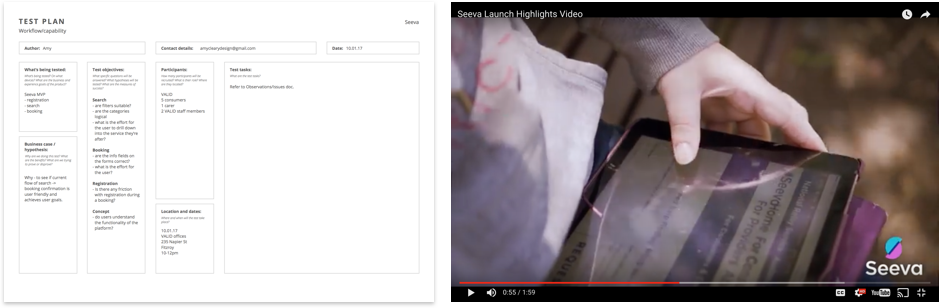 TEST PLAN
Workflow/capability
Seeva
Author: Amy
Contact details: amyclearydesign@gmail.com
Date: 10.01.17
What's being tested:
Seeva MVP
- registration
- search
- booking
Business case /
hypothesis:
Why - to see if current
flow of search ->
booking confirmation is
user friendly and
achieves user goals
Test objectives:
Search
- are filters suitable?
- are the categories
logical
- what is the effort for
the user to drill down
into the service they're
after?
Booking
- are the info fields on
the forms correct?
- what is the effort for
the user?
Registration
- is there any friction
with registration during
a booking?
Concept
- do users understand
the functionality of the
platform?
Participants:
VALID
5 consumers
1 carer
2 VALID staff members
Location and dates:
10.01.17
VALID offices
235 Napier St
Fitzroy
10-12pm
Test tasks:
Refer to Observations/Issues doc.
Seeva Launch Highlights Video
Seeva
0:55 / 1:59
CC
YouTube